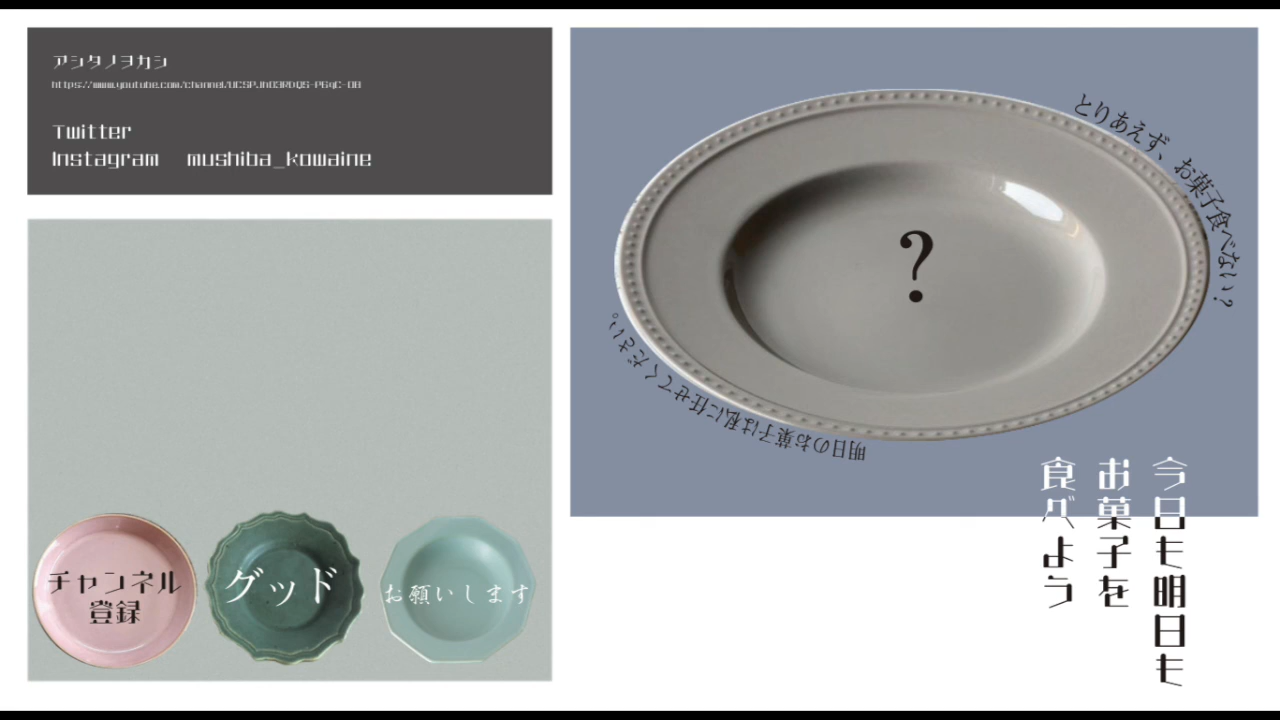 アシタノヲカシ
Twitter
Instagram mushiba_kowaine
とりあえず、お菓子食べない？
？
明日のお菓子は私に任せてください。
今日も明日も
お菓子を
食べよう
チャンネル
登録
グッド
お願いします